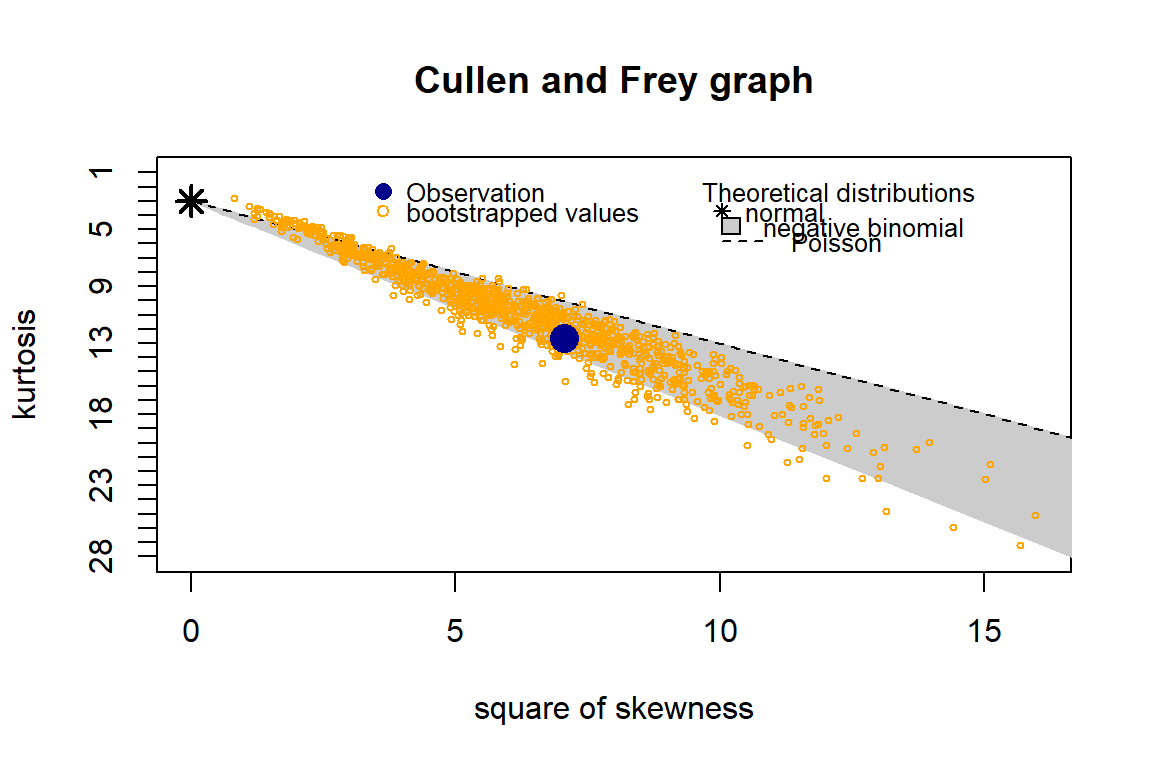 Cullen and Frey graph
Observation
bootstrapped values
Theoretical distributions
normal
negative binomial
Poisson
kurtosis
1
5
9
13
18
23
28
0 5 10 15
square of skewness